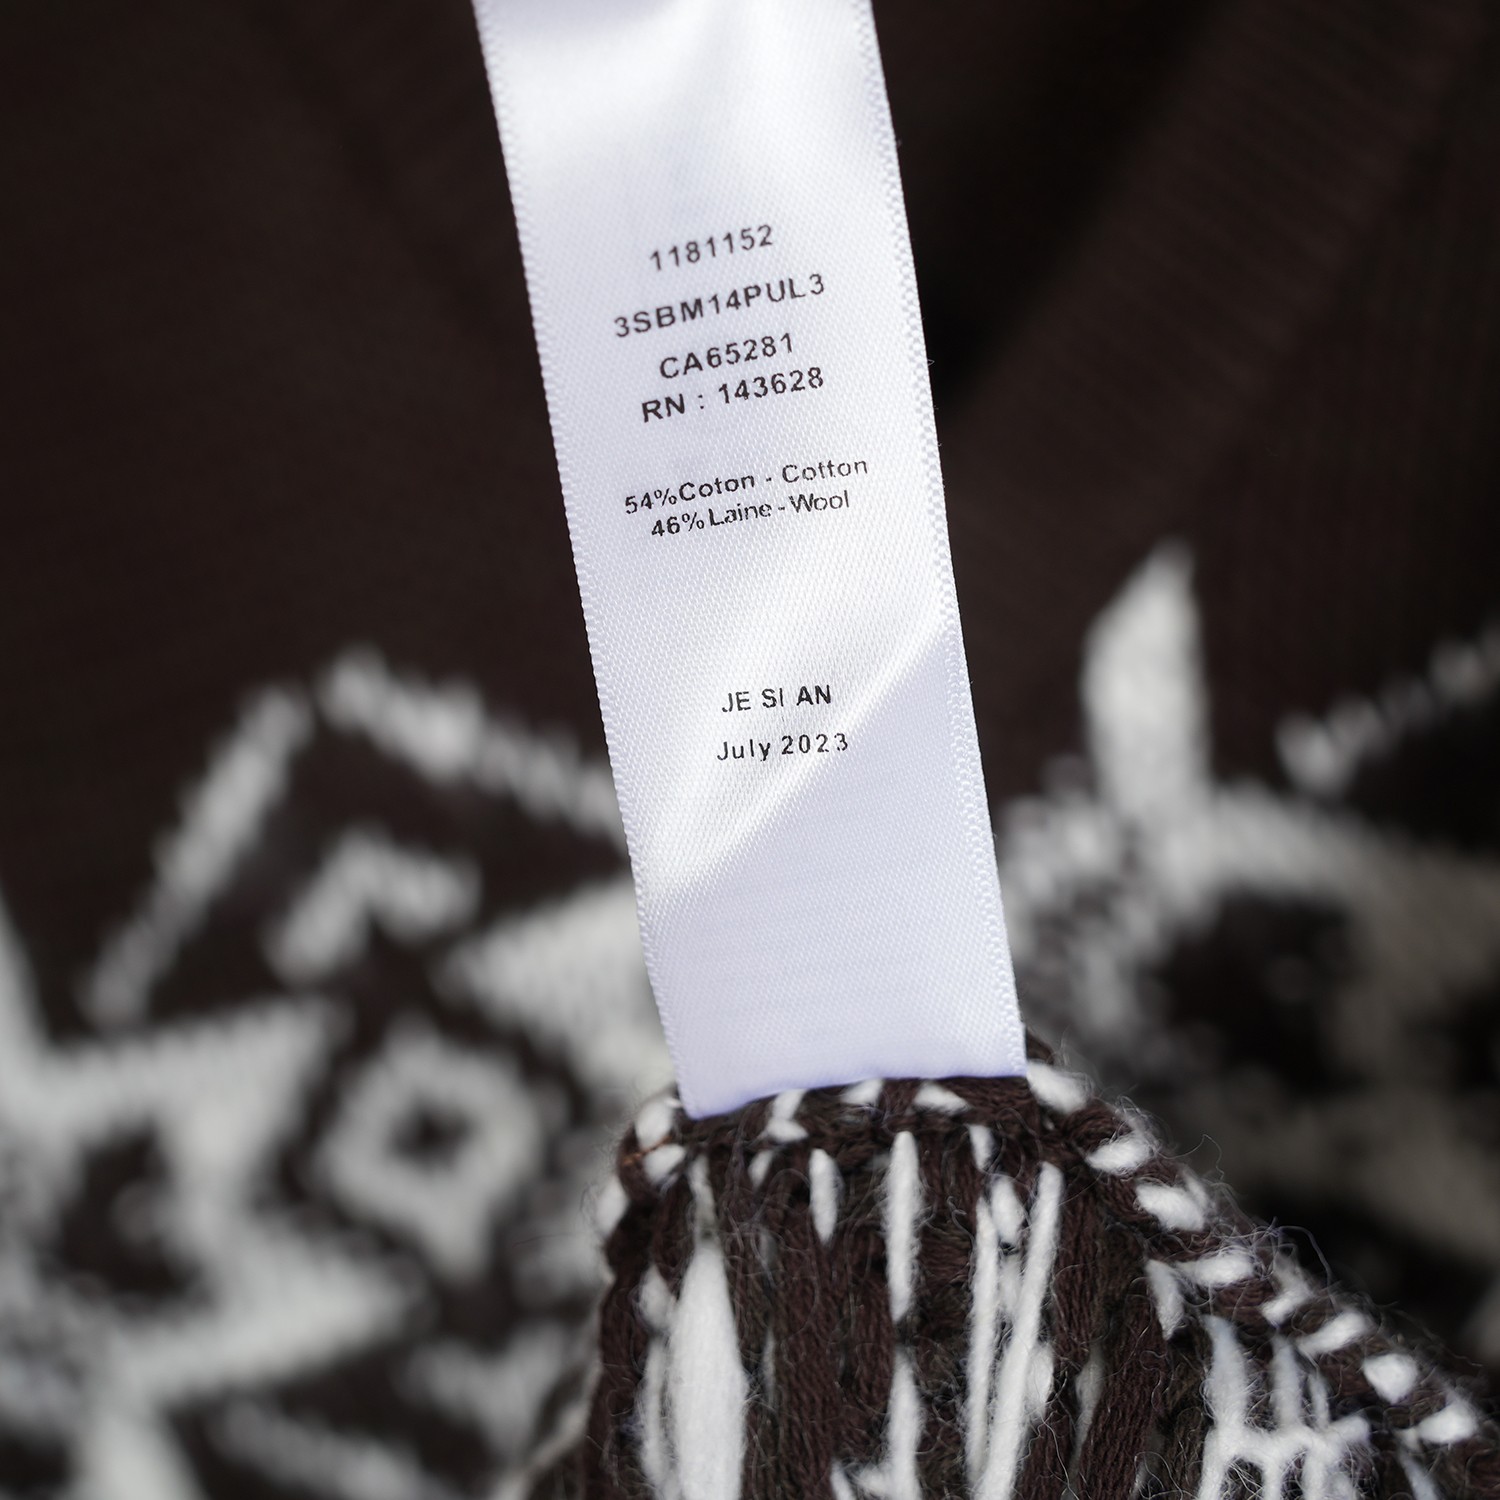 1181152
3SBM14PUL3
CA65281
RN : 143628
54%Coton - Cotton
46%Laine-Wool
JE SI AN
July 2023